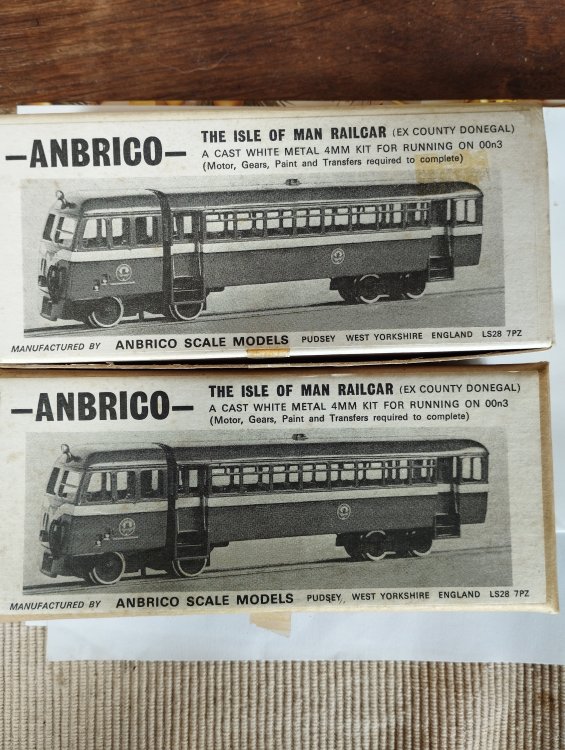 -ANBRICO-
THE ISLE OF MAN RAILCAR (EX COUNTY DONEGAL)
A CAST WHITE METAL 4MM KIT FOR RUNNING ON 00n3
(Motor, Gears, Paint and Transfers required to complete)
MANUFACTURED BY ANBRICO SCALE MODELS PUDSEY WEST YORKSHIRE ENGLAND LS28 7PZ
-ANBRICO-
THE ISLE OF MAN RAILCAR (EX COUNTY DONEGAL)
A CAST WHITE METAL 4MM KIT FOR RUNNING ON 00n3
(Motor, Gears, Paint and Transfers required to complete)
MANUFACTURED BY ANBRICO SCALE MODELS PUDSEY, WEST YORKSHIRE ENGLAND LS28 7PZ